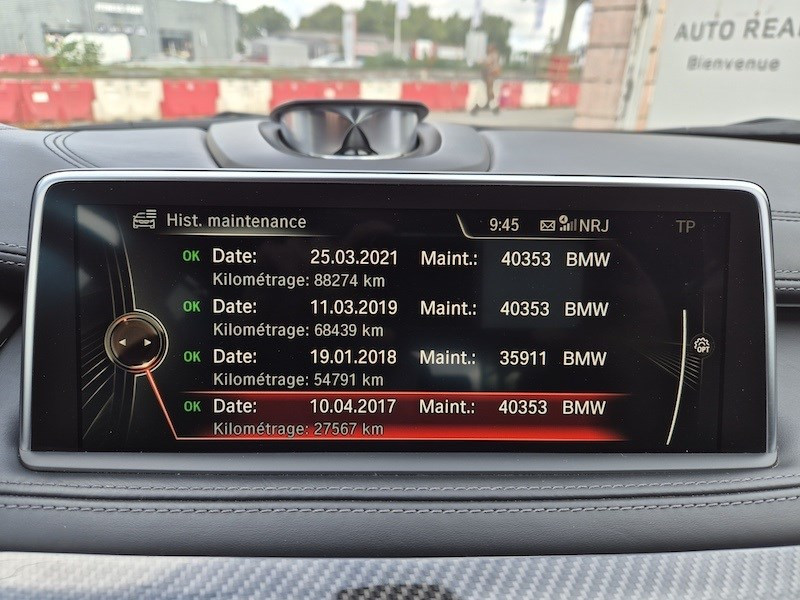 AUTO REA
Bienvenue
Hist. maintenance 9:45 NRJ TP
OK Date: 25.03.2021 Maint.: 40353 BMW
Kilométrage: 88274 km
OK Date: 11.03.2019 Maint.: 40353 BMW
Kilométrage: 68439 km
OK Date: 19.01.2018 Maint.: 35911 BMW
Kilométrage: 54791 km
OK Date: 10.04.2017 Maint.: 40353 BMW
Kilométrage: 27567 km
OPT